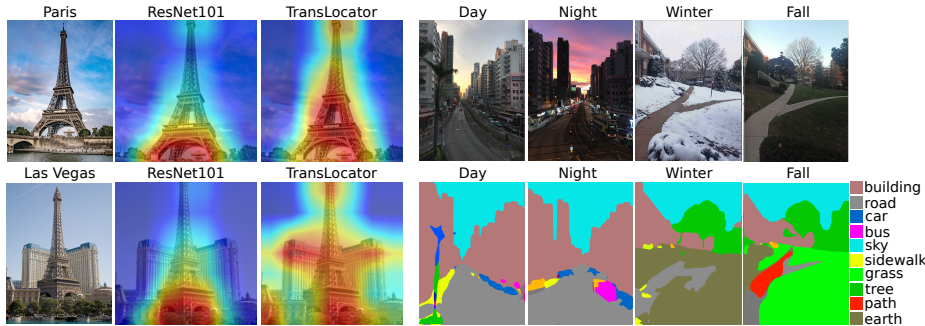 Paris ResNet101 TransLocator Day Night Winter Fall
Las Vegas ResNet101 TransLocator Day Night Winter Fall
building
road
car
bus
sky
sidewalk
grass
tree
path
earth